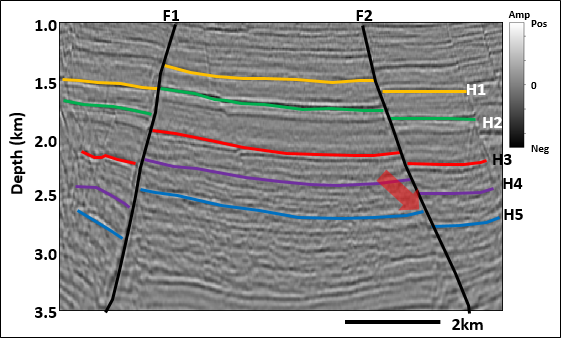 F1
F2
Amp
Pos
0
Neg
Depth (km)
1.0
1.5
2.0
2.5
3.0
3.5
H1
H2
H3
H4
H5
2km